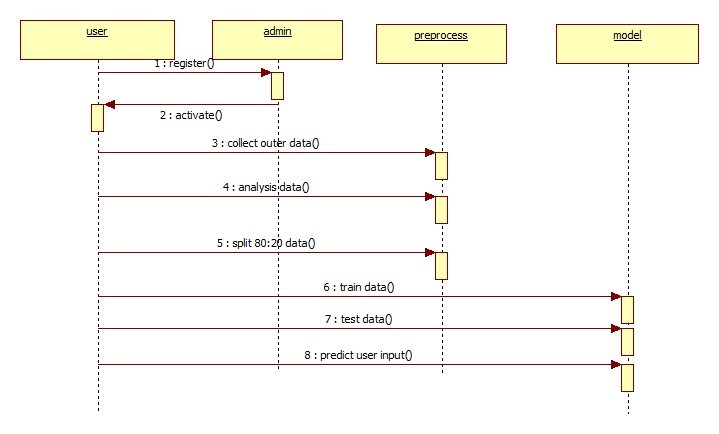 user
admin
preprocess
model
1 : register()
2 : activate()
3 : collect outer data()
4 : analysis data()
5 : split 80:20 data()
6 : train data()
7 : test data()
8 : predict user input()